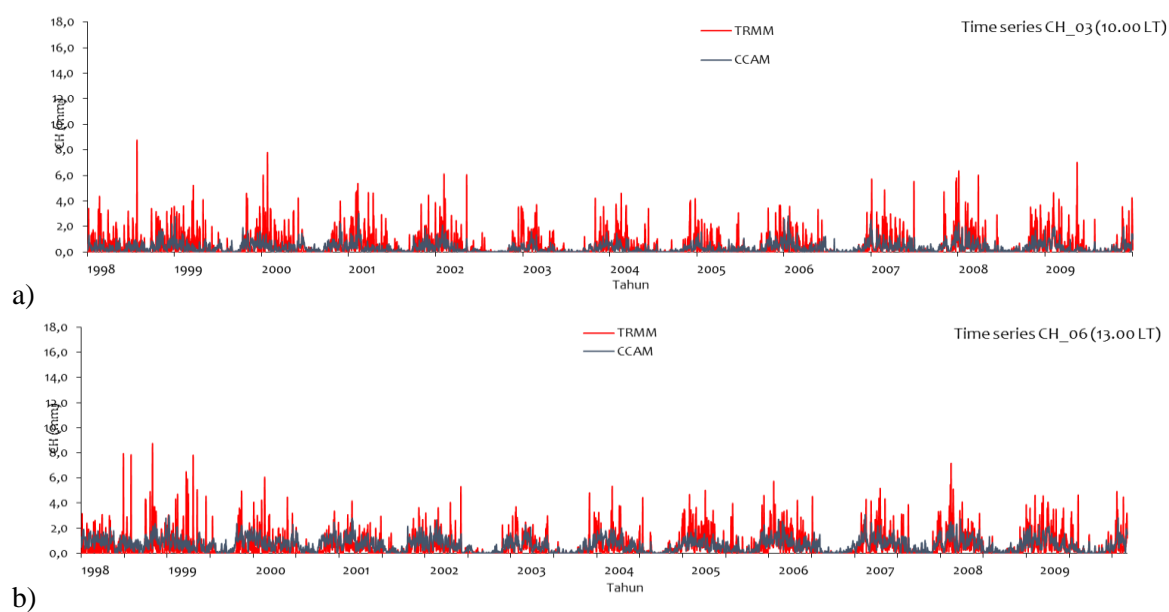 18,0
TRMM
Time series CH_03 (10.00 LT)
16,0
CCAM
14,0
12,0
10,0
CH (mm)
8,0
6,0
4,0
2,0
0,0
1998 1999 2000 2001 2002 2003 2004 2005 2006 2007 2008 2009
Tahun
a)
18,0
TRMM
Time series CH_06 (13.00 LT)
16,0
CCAM
14,0
12,0
10,0
CH (mm)
8,0
6,0
4,0
2,0
0,0
1998 1999 2000 2001 2002 2003 2004 2005 2006 2007 2008 2009
Tahun
b)